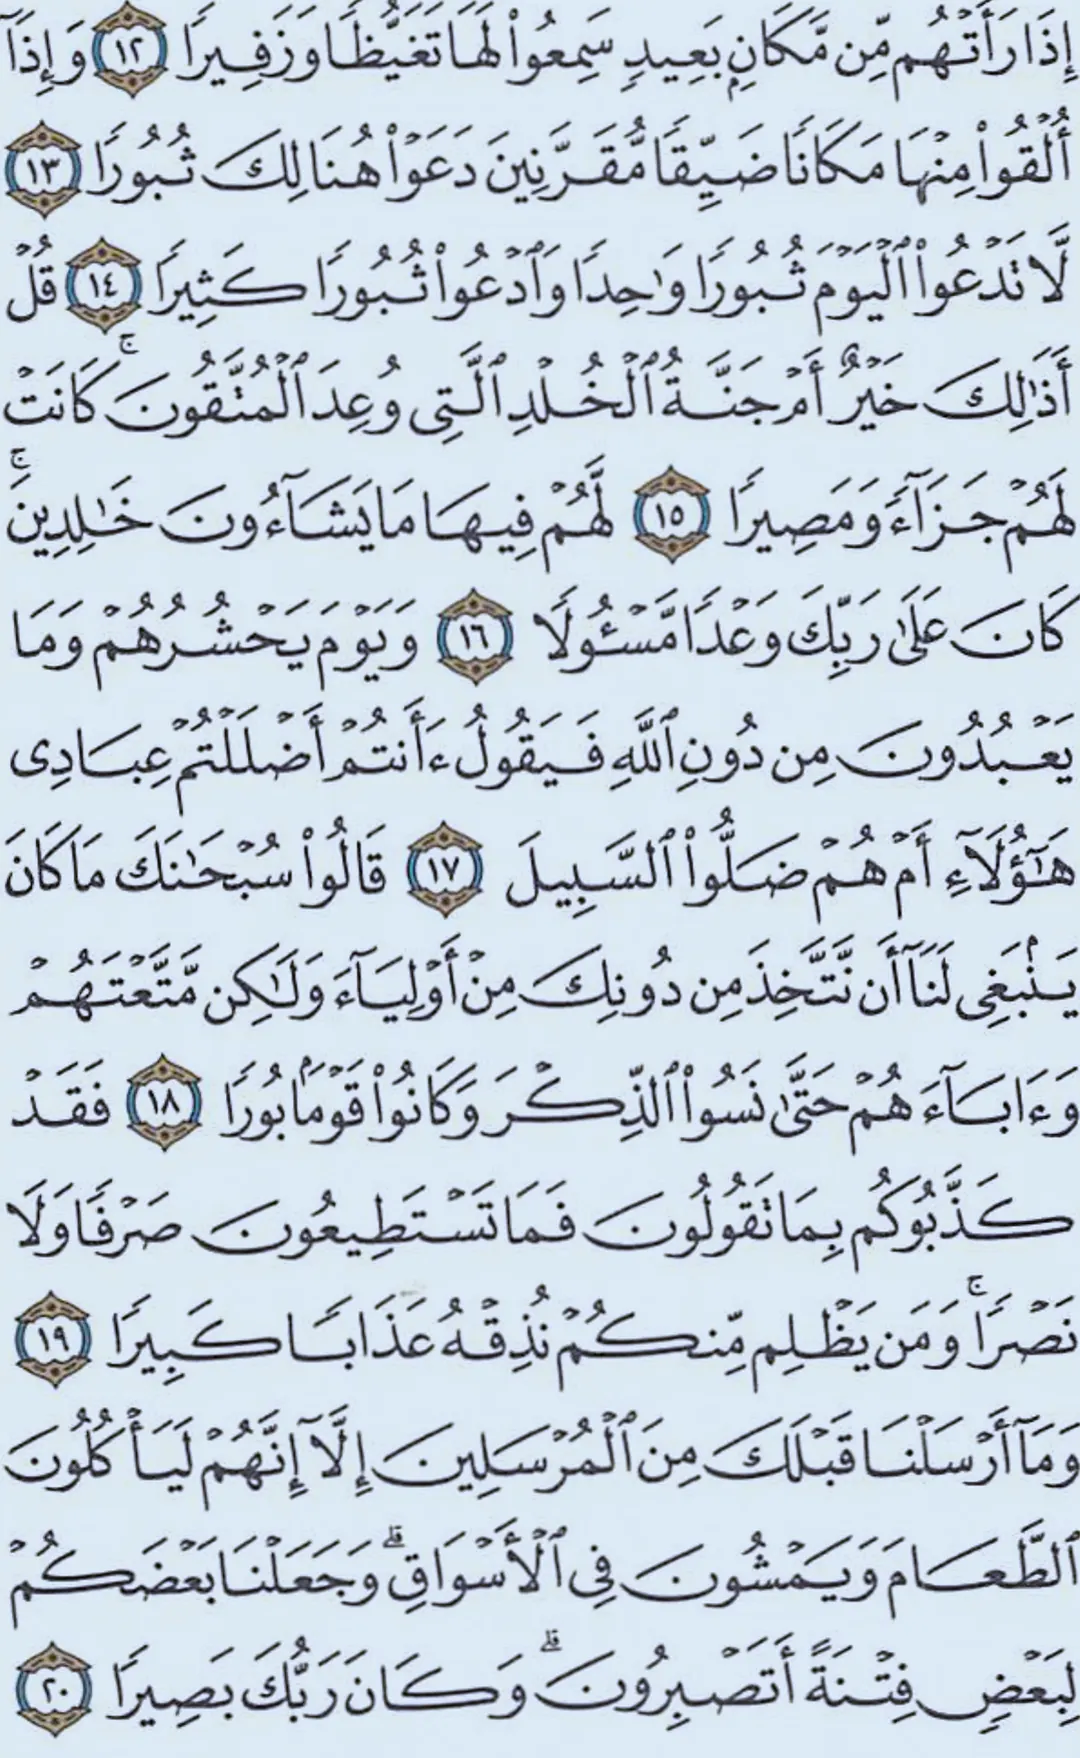 إِذَا رَأَتْهُم مِّن مَّكَانٍۭ بَعِيدٍ سَمِعُوا۟ لَهَا تَغَيُّظًا وَزَفِيرًا ١٢ وَإِذَآ
أُلْقُوا۟ مِنْهَا مَكَانًا ضَيِّقًا مُّقَرَّنِينَ دَعَوْا۟ هُنَالِكَ ثُبُورًا ١٣
لَّا تَدْعُوا۟ ٱلْيَوْمَ ثُبُورًا وَٰحِدًا وَٱدْعُوا۟ ثُبُورًا كَثِيرًا ١٤ قُلْ
أَذَٰلِكَ خَيْرٌ أَمْ جَنَّةُ ٱلْخُلْدِ ٱلَّتِى وُعِدَ ٱلْمُتَّقُونَ ۚ كَانَتْ
لَهُمْ جَزَآءً وَمَصِيرًا ١٥ لَّهُمْ فِيهَا مَا يَشَآءُونَ خَٰلِدِينَ ۚ
كَانَ عَلَىٰ رَبِّكَ وَعْدًا مَّسْـُٔولًا ١٦ وَيَوْمَ يَحْشُرُهُمْ وَمَا
يَعْبُدُونَ مِن دُونِ ٱللَّهِ فَيَقُولُ ءَأَنتُمْ أَضْلَلْتُمْ عِبَادِى
هَٰٓؤُلَآءِ أَمْ هُمْ ضَلُّوا۟ ٱلسَّبِيلَ ١٧ قَالُوا۟ سُبْحَٰنَكَ مَا كَانَ
يَنۢبَغِى لَنَآ أَن نَّتَّخِذَ مِن دُونِكَ مِنْ أَوْلِيَآءَ وَلَٰكِن مَّتَّعْتَهُمْ
وَءَابَآءَهُمْ حَتَّىٰ نَسُوا۟ ٱلذِّكْرَ وَكَانُوا۟ قَوْمًۢا بُورًا ١٨ فَقَدْ
كَذَّبُوكُم بِمَا تَقُولُونَ فَمَا تَسْتَطِيعُونَ صَرْفًا وَلَا
نَصْرًا ۚ وَمَن يَظْلِم مِّنكُمْ نُذِقْهُ عَذَابًا كَبِيرًا ١٩
وَمَآ أَرْسَلْنَا قَبْلَكَ مِنَ ٱلْمُرْسَلِينَ إِلَّآ إِنَّهُمْ لَيَأْكُلُونَ
ٱلطَّعَامَ وَيَمْشُونَ فِى ٱلْأَسْوَاقِ ۗ وَجَعَلْنَا بَعْضَكُمْ
لِبَعْضٍ فِتْنَةً أَتَصْبِرُونَ ۗ وَكَانَ رَبُّكَ بَصِيرًا ٢٠